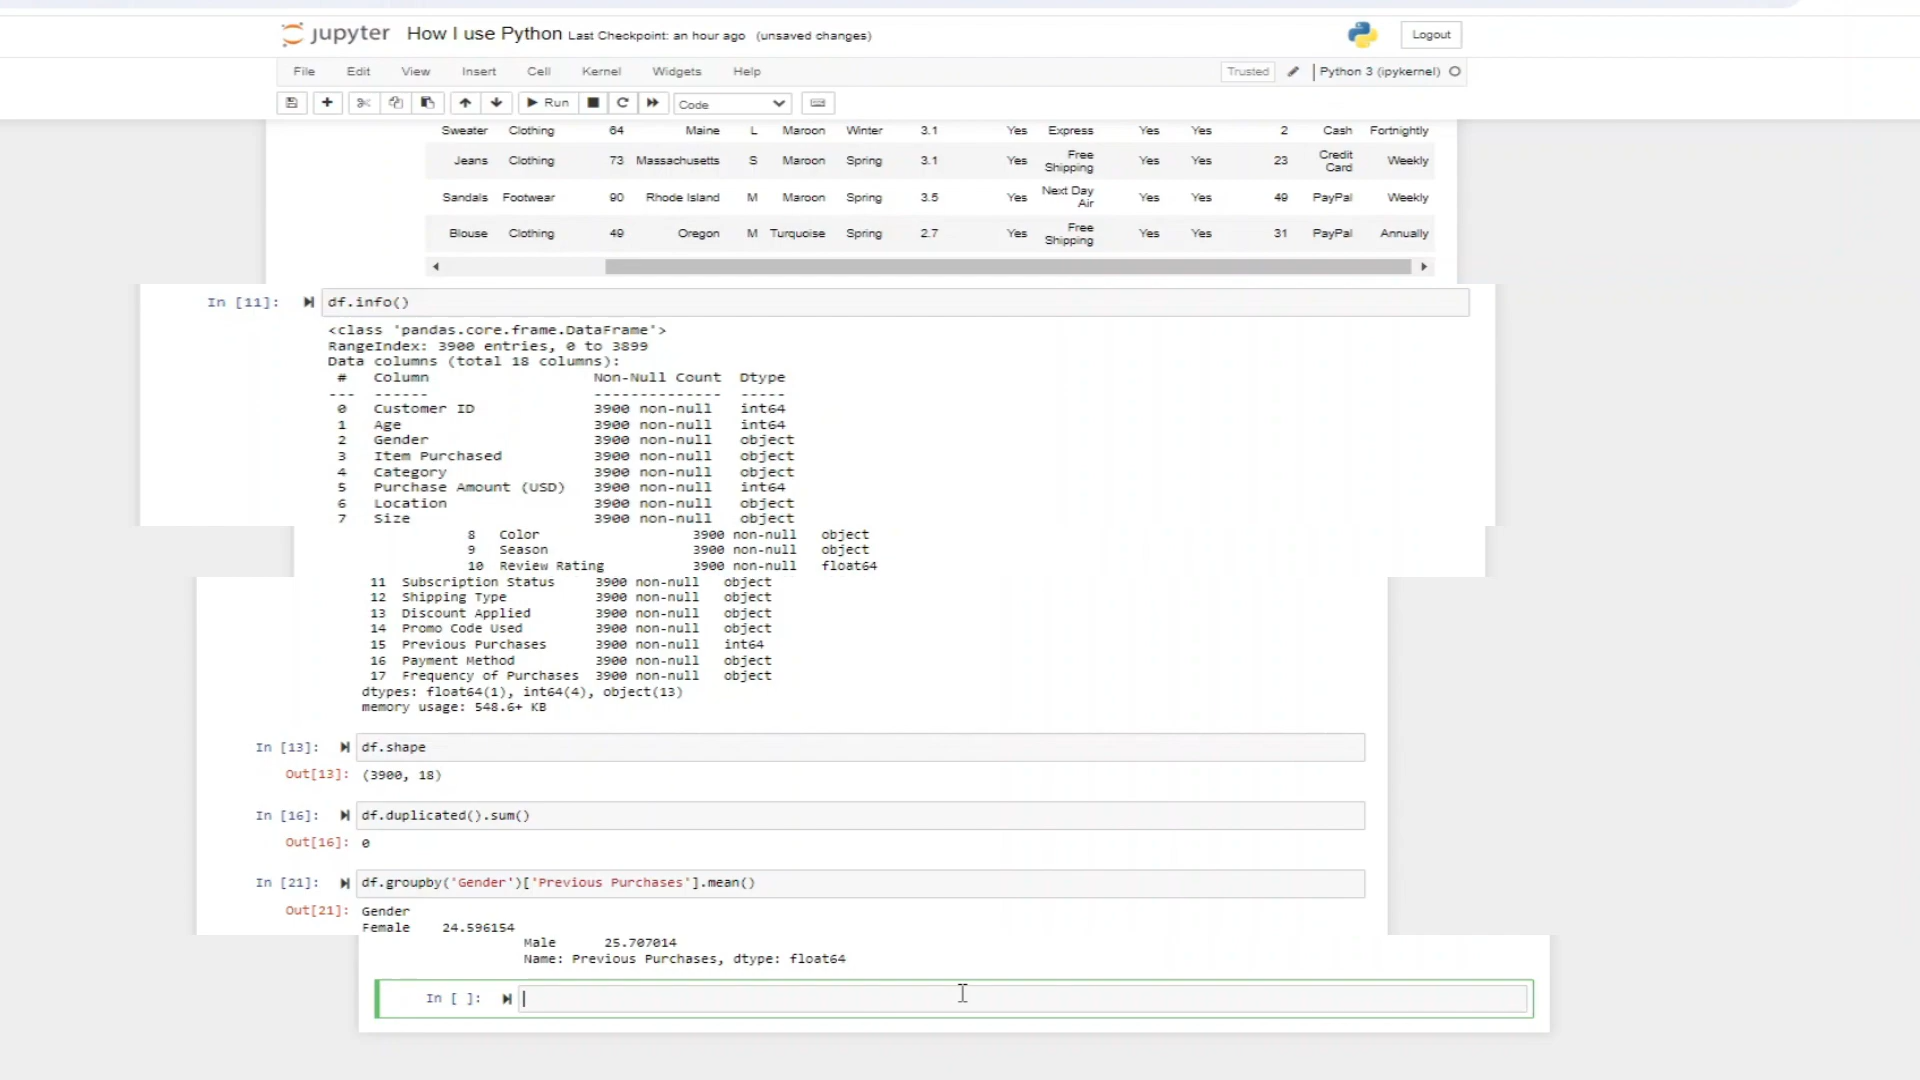 jupyter How I use Python Last Checkpoint: an hour ago (unsaved changes) Logout
File Edit View Insert Cell Kernel Widgets Help Trusted Python 3 (ipykernel)
Run Code
Sweater Clothing 64 Maine L Maroon Winter 3.1 Yes Express Yes Yes 2 Cash Fortnightly
Jeans Clothing 73 Massachusetts S Maroon Spring 3.1 Yes Free Shipping Yes Yes 23 Credit Card Weekly
Sandals Footwear 90 Rhode Island M Maroon Spring 3.5 Yes Next Day Air Yes Yes 49 PayPal Weekly
Blouse Clothing 49 Oregon M Turquoise Spring 2.7 Yes Free Shipping Yes Yes 31 PayPal Annually
In [11]: df.info()
<class 'pandas.core.frame.DataFrame'>
RangeIndex: 3900 entries, 0 to 3899
Data columns (total 18 columns):
# Column Non-Null Count Dtype
--- ------ -------------- -----
0 Customer ID 3900 non-null int64
1 Age 3900 non-null int64
2 Gender 3900 non-null object
3 Item Purchased 3900 non-null object
4 Category 3900 non-null object
5 Purchase Amount (USD) 3900 non-null int64
6 Location 3900 non-null object
7 Size 3900 non-null object
8 Color 3900 non-null object
9 Season 3900 non-null object
10 Review Rating 3900 non-null float64
11 Subscription Status 3900 non-null object
12 Shipping Type 3900 non-null object
13 Discount Applied 3900 non-null object
14 Promo Code Used 3900 non-null object
15 Previous Purchases 3900 non-null int64
16 Payment Method 3900 non-null object
17 Frequency of Purchases 3900 non-null object
dtypes: float64(1), int64(4), object(13)
memory usage: 548.6+ KB
In [13]: df.shape
Out[13]: (3900, 18)
In [16]: df.duplicated().sum()
Out[16]: 0
In [21]: df.groupby('Gender')['Previous Purchases'].mean()
Out[21]: Gender
Female 24.596154
Male 25.707014
Name: Previous Purchases, dtype: float64
In [ ]: